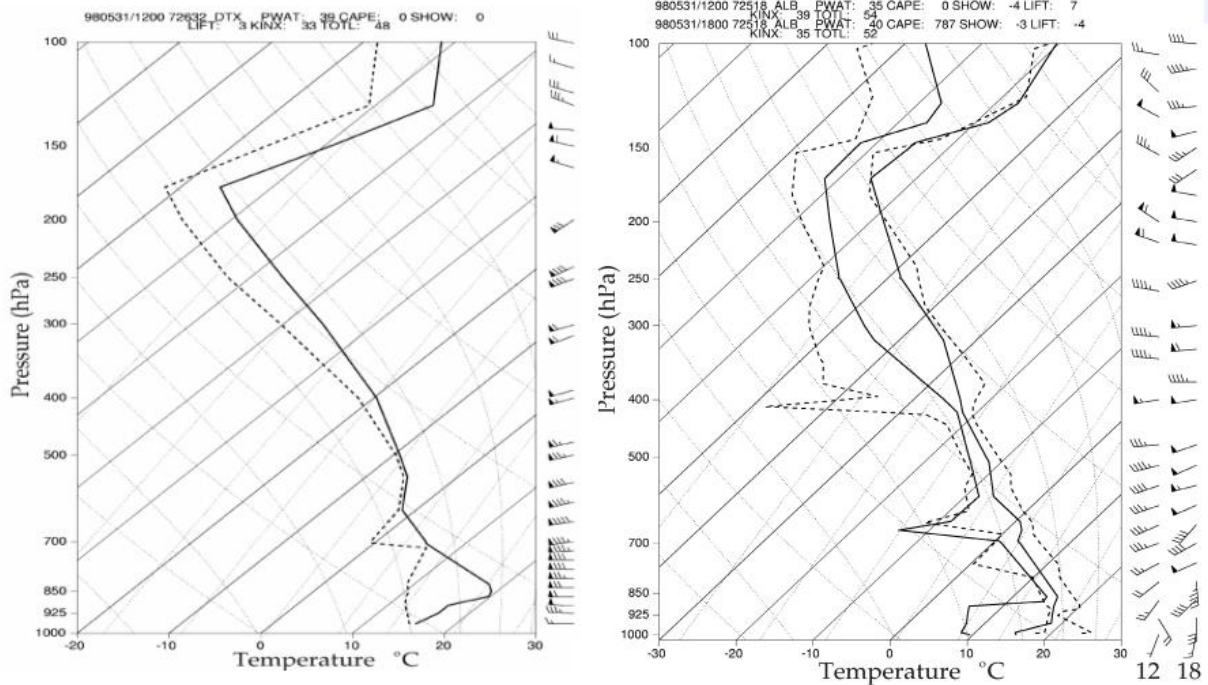 980531/1200 72632 DTX PWAT: 39 CAPE: 0 SHOW: 0
LIFT: 3 KINX: 33 TOTL: 48
100
150
200
250
300
400
500
700
850
925
1000
Pressure (hPa)
-20 -10 0 10 20 30
Temperature °C
980531/1200 72518 ALB PWAT: 35 CAPE: 0 SHOW: -4 LIFT: 7
KINX: 39 TOTL: 54
980531/1800 72518 ALB PWAT: 40 CAPE: 787 SHOW: -3 LIFT: -4
KINX: 35 TOTL: 52
100
150
200
250
300
400
500
700
850
925
1000
Pressure (hPa)
-30 -20 -10 0 10 20 30
Temperature °C
12 18